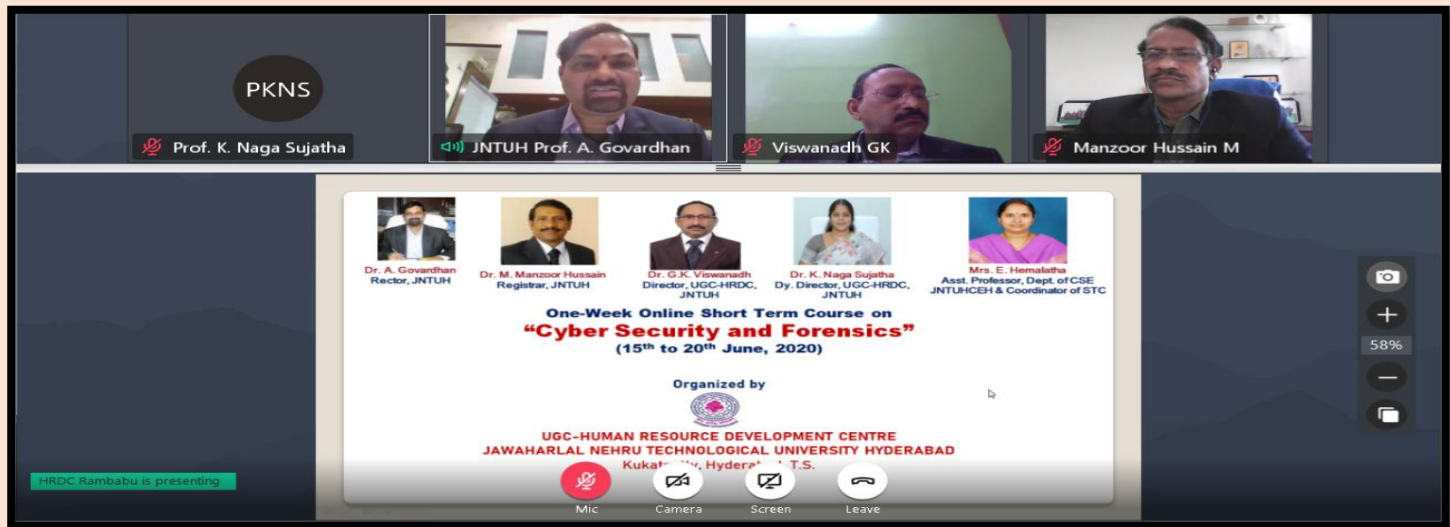 PKNS
Prof. K. Naga Sujatha
JNTUH Prof. A. Govardhan
Viswanadh GK
Manzoor Hussain M
Dr. A. Govardhan
Rector, JNTUH
Dr. M. Manzoor Hussain
Registrar, JNTUH
Dr. G.K. Viswanadh
Director, UGC-HRDC,
JNTUH
Dr. K. Naga Sujatha
Dy. Director, UGC-HRDC,
JNTUH
Mrs. E. Hemalatha
Asst. Professor, Dept. of CSE
JNTUHCEH & Coordinator of STC
One-Week Online Short Term Course on
“Cyber Security and Forensics”
(15th to 20th June, 2020)
Organized by
UGC-HUMAN RESOURCE DEVELOPMENT CENTRE
JAWAHARLAL NEHRU TECHNOLOGICAL UNIVERSITY HYDERABAD
T.S.
58%
HRDC Rambabu is presenting
Mic
Camera
Screen
Leave